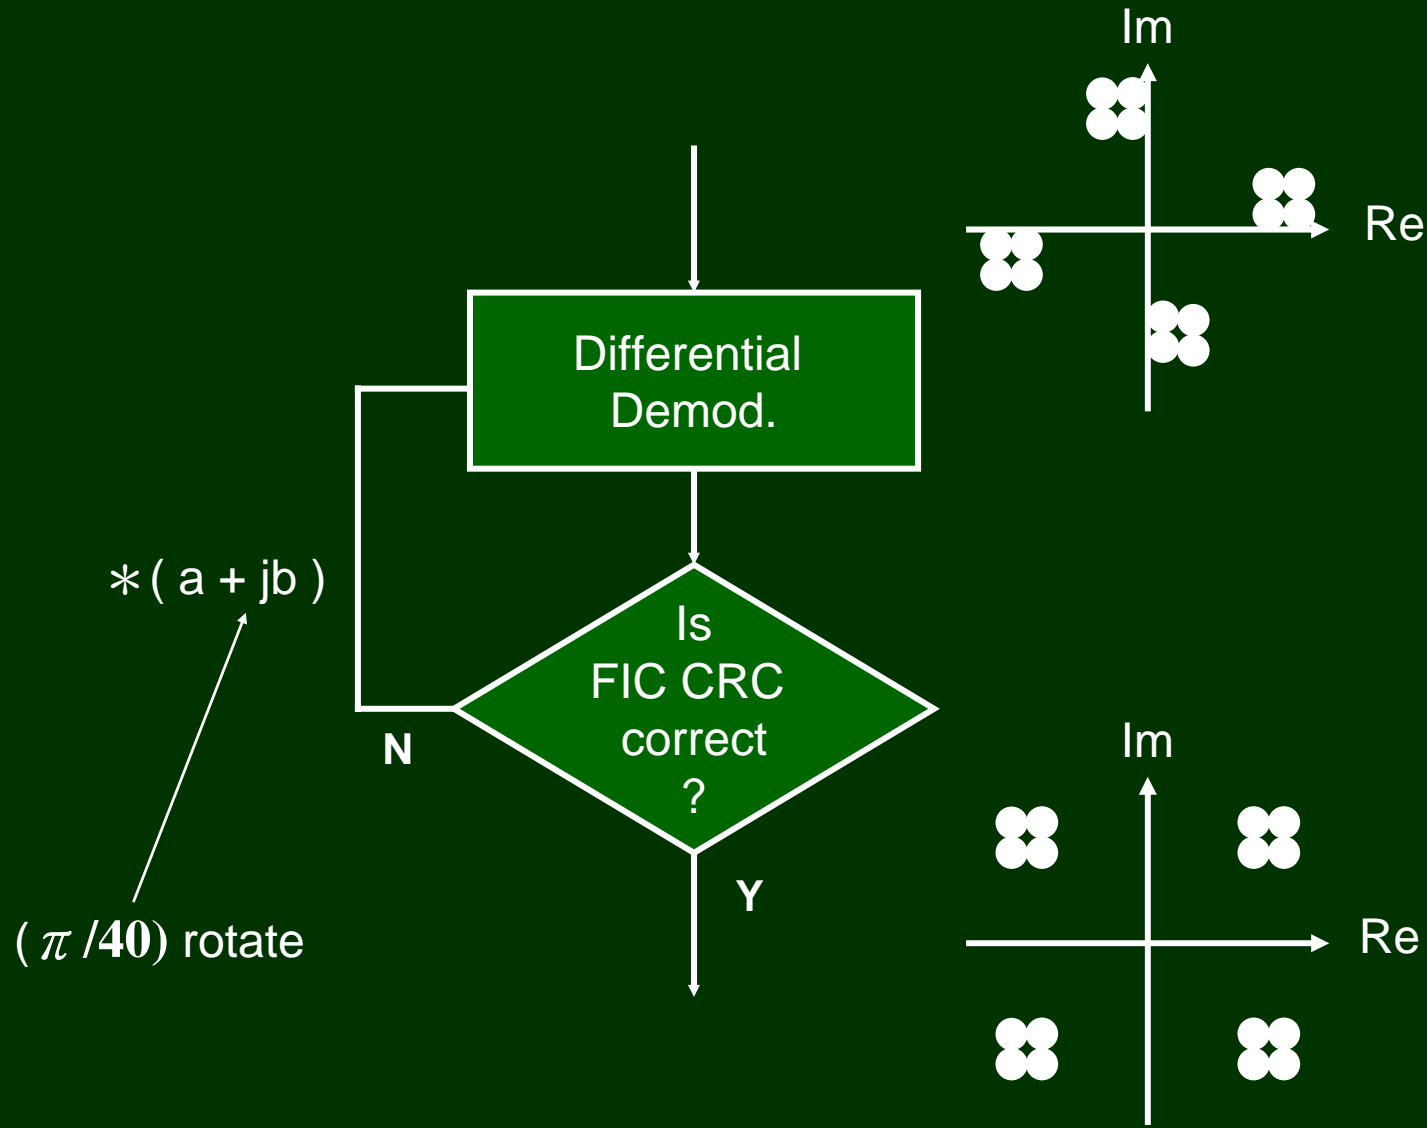 Im
Re
Differential
Demod.
∗( a + jb )
Is
FIC CRC
correct
?
N
Y
( π /40) rotate
Im
Re